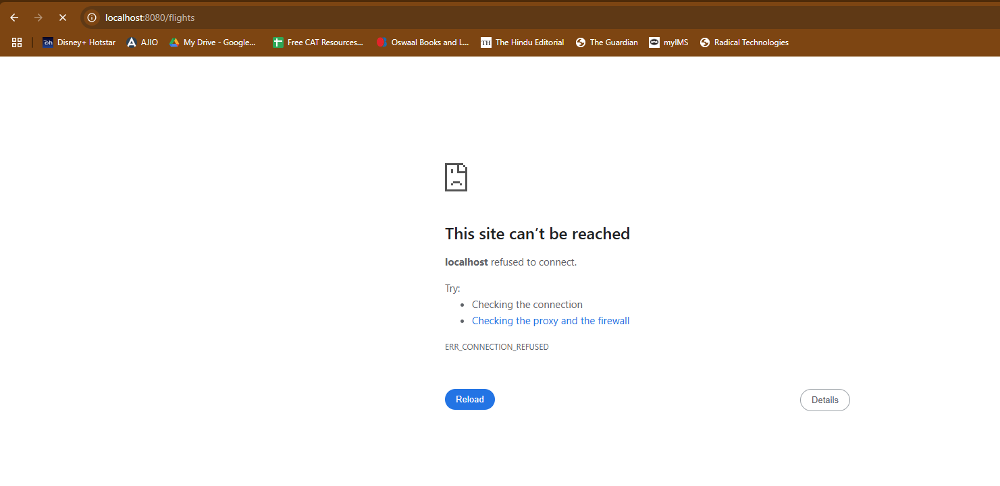 localhost:8080/flights
Disney+ Hotstar AJIO My Drive - Google... Free CAT Resources... Oswaal Books and L... TH The Hindu Editorial The Guardian ims myIMS Radical Technologies
This site can’t be reached
localhost refused to connect.
Try:
• Checking the connection
• Checking the proxy and the firewall
ERR_CONNECTION_REFUSED
Reload Details